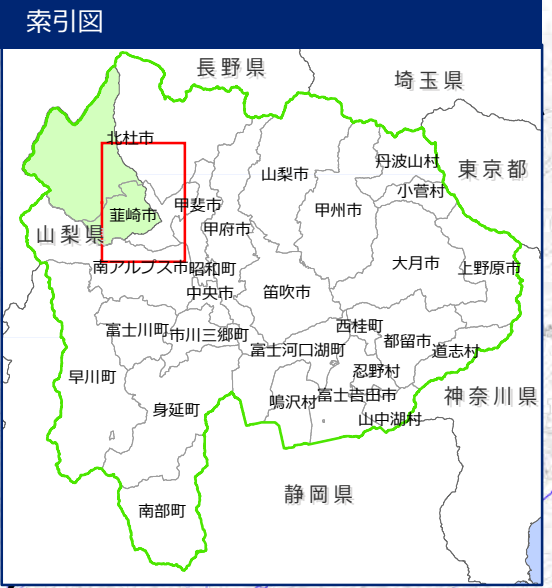 索引図
長野県
埼玉県
北杜市
丹波山村
東京都
山梨市
小菅村
韮崎市
甲斐市
甲州市
甲府市
山梨県
南アルプス市
昭和町
大月市
上野原市
中央市
笛吹市
富士川町
市川三郷町
西桂町
富士河口湖町
都留市
道志村
早川町
忍野村
鳴沢村
富士吉田市
神奈川県
身延町
山中湖村
静岡県
南部町